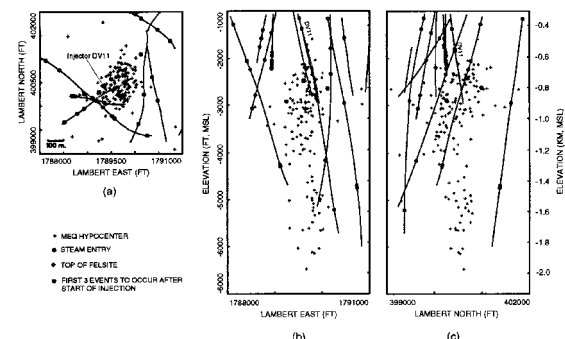 LAMBERT NORTH (FT)
402000
400500
399000
Injector DV11
100 m.
1788000 1789500 1791000
LAMBERT EAST (FT)
(a)
+ MEQ HYPOCENTER
STEAM ENTRY
TOP OF FELSITE
FIRST 3 EVENTS TO OCCUR AFTER
START OF INJECTION
ELEVATION (FT, MSL)
-1000
-2000
-3000
-4000
-5000
-6000
DV11
1788000 1791000
LAMBERT EAST (FT)
(b)
DV11
399000 402000
LAMBERT NORTH (FT)
(c)
-0.4
-0.6
-0.8
-1.0
-1.2
-1.4
-1.6
-1.8
-2.0
ELEVATION (KM, MSL)